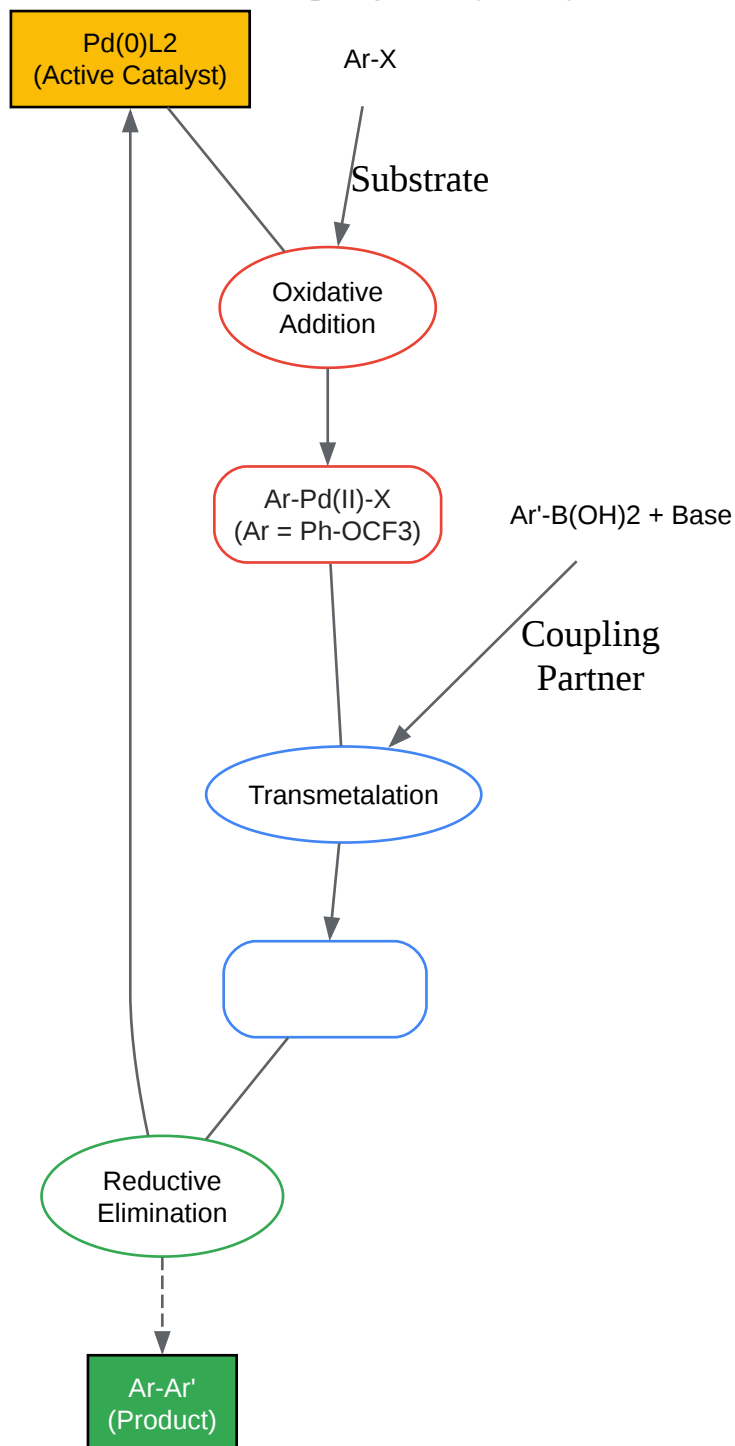 Pd(0)L2
(Active Catalyst)
Ar-X
Substrate
Oxidative
Addition
Ar-Pd(II)-X
(Ar = Ph-OCF3)
Ar'-B(OH)2 + Base
Coupling
Partner
Transmetalation
Reductive
Elimination
Ar-Ar'
(Product)